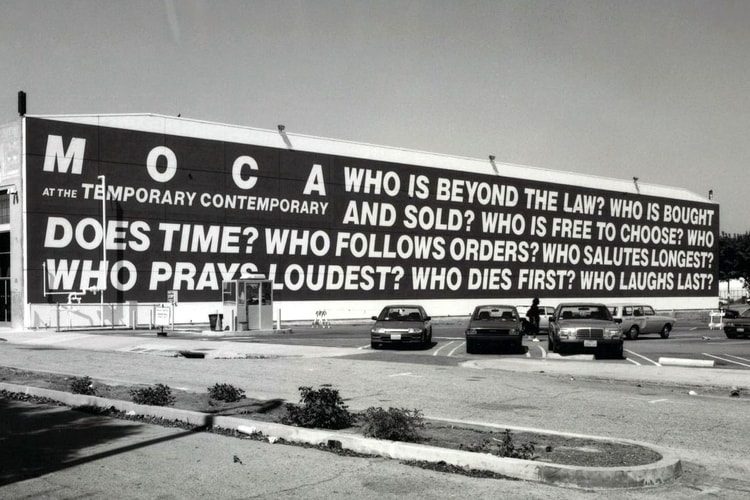 MOCA
AT THE TEMPORARY CONTEMPORARY
WHO IS BEYOND THE LAW? WHO IS BOUGHT
AND SOLD? WHO IS FREE TO CHOOSE? WHO
DOES TIME? WHO FOLLOWS ORDERS? WHO SALUTES LONGEST?
WHO PRAYS LOUDEST? WHO DIES FIRST? WHO LAUGHS LAST?